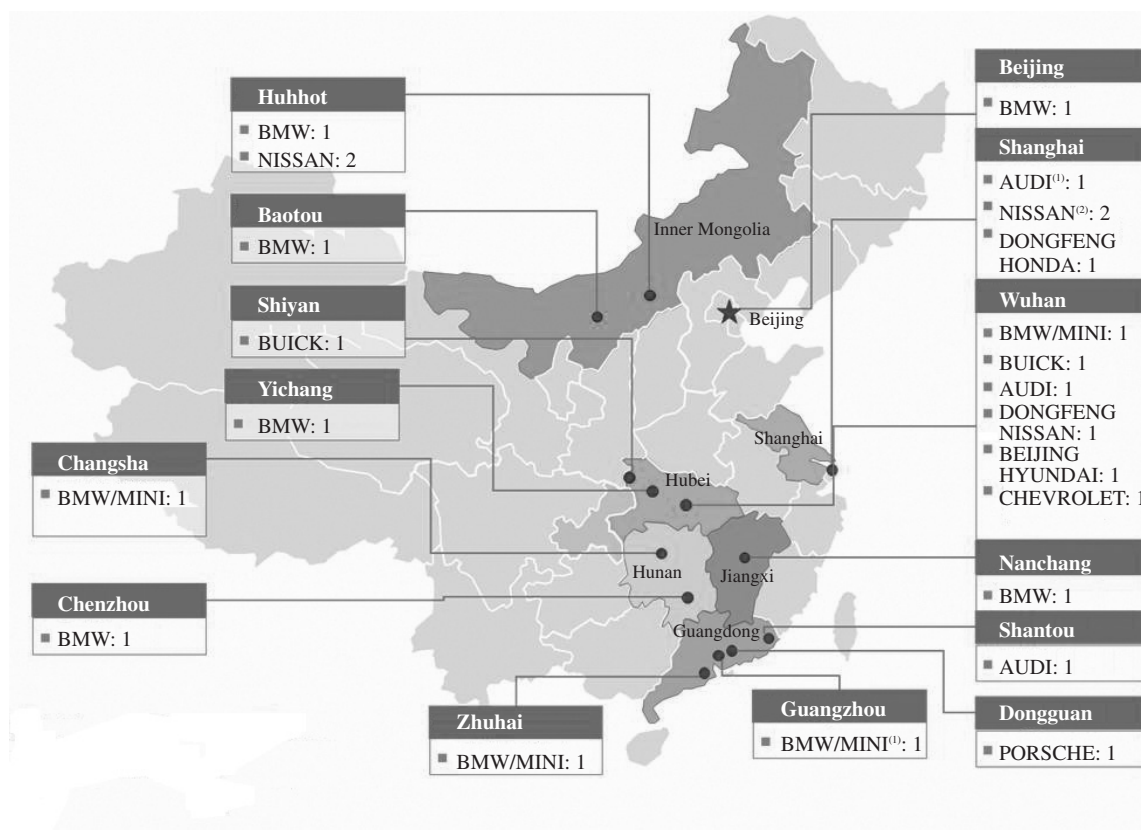 Huhhot
▪ BMW: 1
▪ NISSAN: 2
Baotou
▪ BMW: 1
Shiyan
▪ BUICK: 1
Yichang
▪ BMW: 1
Changsha
▪ BMW/MINI: 1
Chenzhou
▪ BMW: 1
Zhuhai
▪ BMW/MINI: 1
Guangzhou
▪ BMW/MINI(1): 1
Inner Mongolia
Beijing
Shanghai
Hubei
Hunan
Jiangxi
Guangdong
Beijing
▪ BMW: 1
Shanghai
▪ AUDI(1): 1
▪ NISSAN(2): 2
▪ DONGFENG
HONDA: 1
Wuhan
▪ BMW/MINI: 1
▪ BUICK: 1
▪ AUDI: 1
▪ DONGFENG
NISSAN: 1
▪ BEIJING
HYUNDAI: 1
▪ CHEVROLET: 1
Nanchang
▪ BMW: 1
Shantou
▪ AUDI: 1
Dongguan
▪ PORSCHE: 1